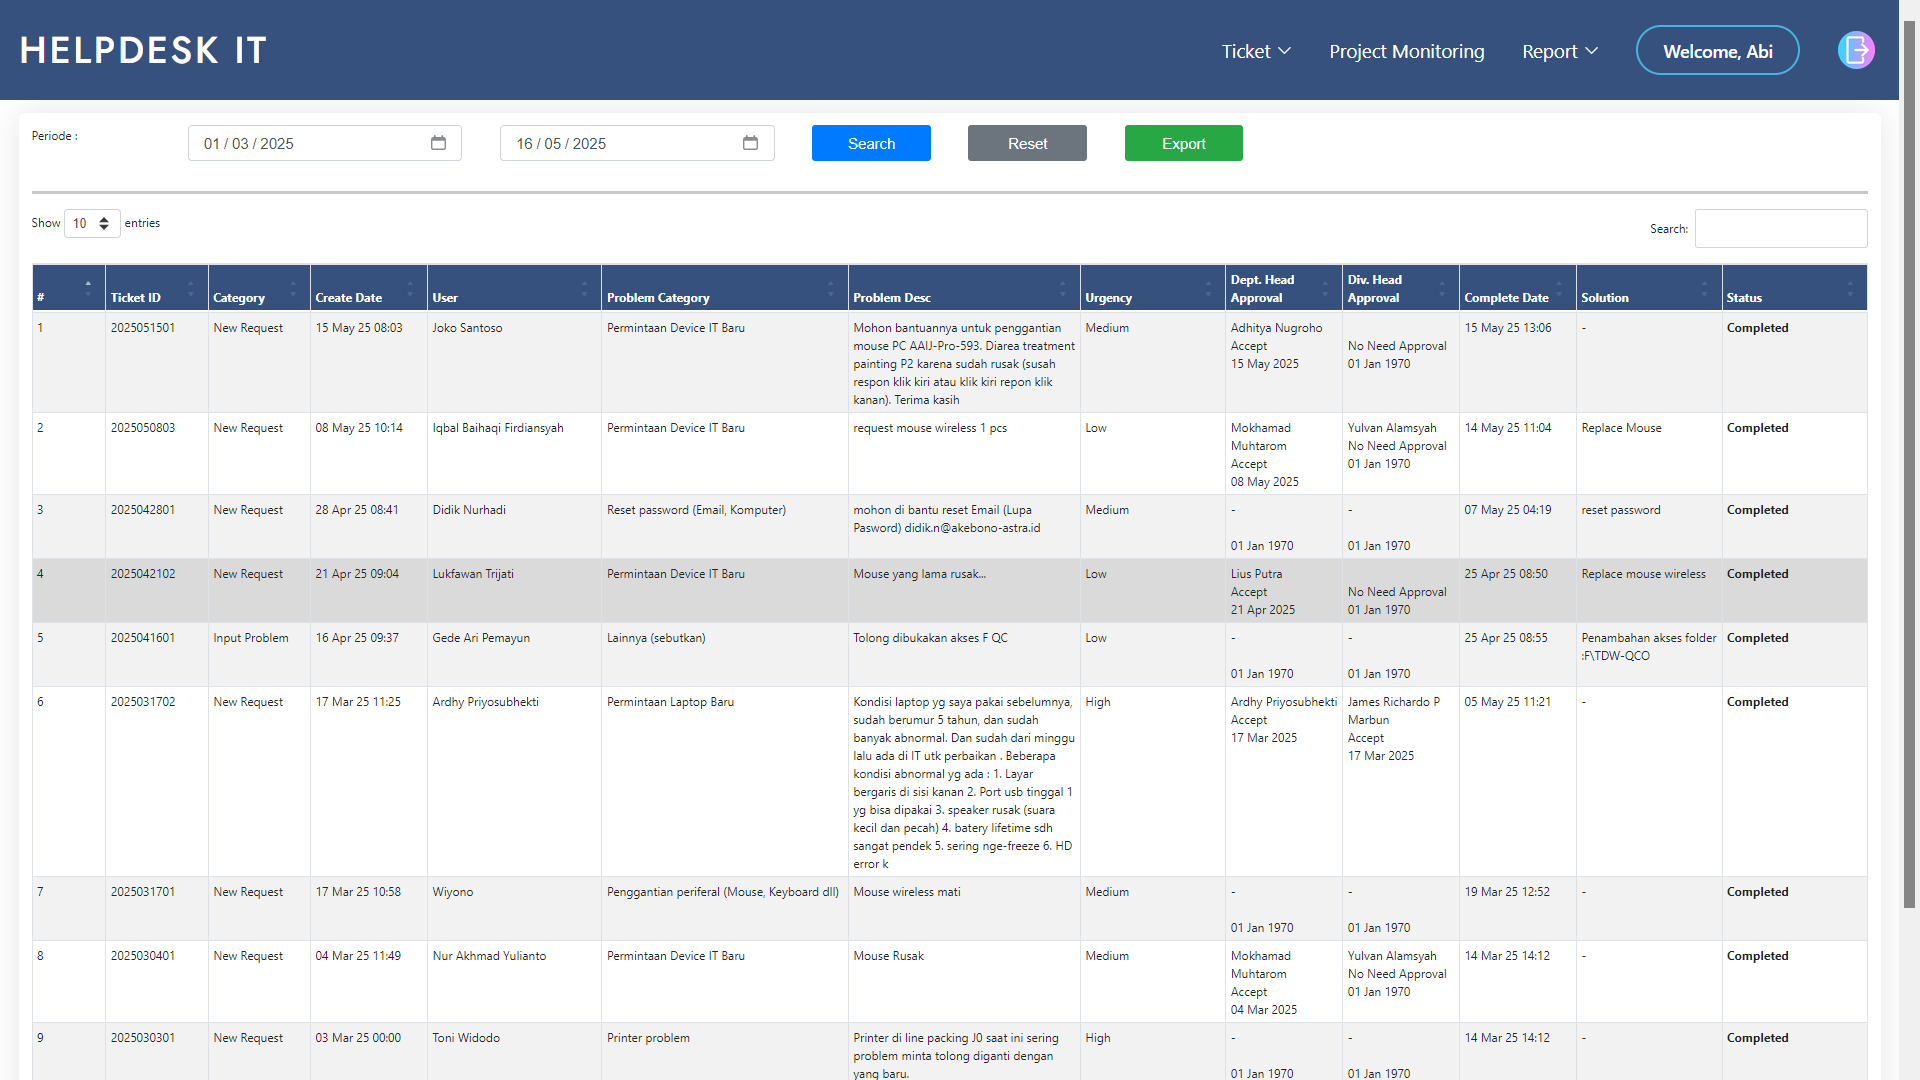 HELPDESK IT
Ticket
Project Monitoring
Report
Welcome, Abi
Periode :
01 / 03 / 2025
16 / 05 / 2025
Search
Reset
Export
Show 10 entries
Search:
#
Ticket ID
Category
Create Date
User
Problem Category
Problem Desc
Urgency
Dept. Head
Approval
Div. Head
Approval
Complete Date
Solution
Status
1
2025051501
New Request
15 May 25 08:03
Joko Santoso
Permintaan Device IT Baru
Mohon bantuannya untuk penggantian
mouse PC AAIJ-Pro-593. Diarea treatment
painting P2 karena sudah rusak (susah
respon klik kiri atau klik kiri repon klik
kanan). Terima kasih
Medium
Adhitya Nugroho
Accept
15 May 2025
No Need Approval
01 Jan 1970
15 May 25 13:06
-
Completed
2
2025050803
New Request
08 May 25 10:14
Iqbal Baihaqi Firdiansyah
Permintaan Device IT Baru
request mouse wireless 1 pcs
Low
Mokhamad
Muhtarom
Accept
08 May 2025
Yulvan Alamsyah
No Need Approval
01 Jan 1970
14 May 25 11:04
Replace Mouse
Completed
3
2025042801
New Request
28 Apr 25 08:41
Didik Nurhadi
Reset password (Email, Komputer)
mohon di bantu reset Email (Lupa
Pasword) didik.n@akebono-astra.id
Medium
-
01 Jan 1970
-
01 Jan 1970
07 May 25 04:19
reset password
Completed
4
2025042102
New Request
21 Apr 25 09:04
Lukfawan Trijati
Permintaan Device IT Baru
Mouse yang lama rusak...
Low
Lius Putra
Accept
21 Apr 2025
No Need Approval
01 Jan 1970
25 Apr 25 08:50
Replace mouse wireless
Completed
5
2025041601
Input Problem
16 Apr 25 09:37
Gede Ari Pemayun
Lainnya (sebutkan)
Tolong dibukakan akses F QC
Low
-
01 Jan 1970
-
01 Jan 1970
25 Apr 25 08:55
Penambahan akses folder
:F\TDW-QCO
Completed
6
2025031702
New Request
17 Mar 25 11:25
Ardhy Priyosubhekti
Permintaan Laptop Baru
Kondisi laptop yg saya pakai sebelumnya,
sudah berumur 5 tahun, dan sudah
banyak abnormal. Dan sudah dari minggu
lalu ada di IT utk perbaikan . Beberapa
kondisi abnormal yg ada : 1. Layar
bergaris di sisi kanan 2. Port usb tinggal 1
yg bisa dipakai 3. speaker rusak (suara
kecil dan pecah) 4. batery lifetime sdh
sangat pendek 5. sering nge-freeze 6. HD
error k
High
Ardhy Priyosubhekti
Accept
17 Mar 2025
James Richardo P
Marbun
Accept
17 Mar 2025
05 May 25 11:21
-
Completed
7
2025031701
New Request
17 Mar 25 10:58
Wiyono
Penggantian periferal (Mouse, Keyboard dll)
Mouse wireless mati
Medium
-
01 Jan 1970
-
01 Jan 1970
19 Mar 25 12:52
-
Completed
8
2025030401
New Request
04 Mar 25 11:49
Nur Akhmad Yulianto
Permintaan Device IT Baru
Mouse Rusak
Medium
Mokhamad
Muhtarom
Accept
04 Mar 2025
Yulvan Alamsyah
No Need Approval
01 Jan 1970
14 Mar 25 14:12
-
Completed
9
2025030301
New Request
03 Mar 25 00:00
Toni Widodo
Printer problem
Printer di line packing J0 saat ini sering
problem minta tolong diganti dengan
yang baru.
High
-
01 Jan 1970
-
01 Jan 1970
14 Mar 25 14:12
-
Completed